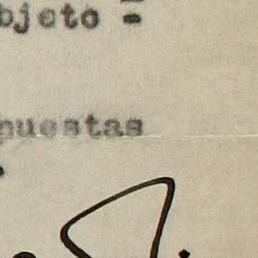 bjeto =
puestas